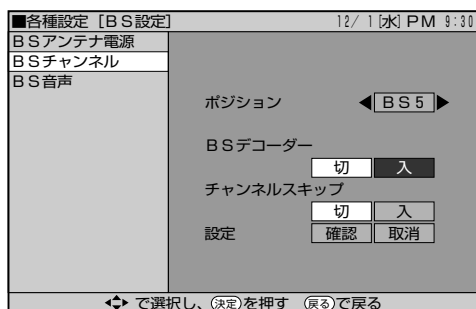 ■各種設定［BS設定］ 12/ 1[水] PM 9:30
BSアンテナ電源
BSチャンネル
BS音声
ポジション ◀ BS5 ▶
BSデコーダー
切 入
チャンネルスキップ
切 入
設定 確認 取消
で選択し、決定を押す 戻るで戻る